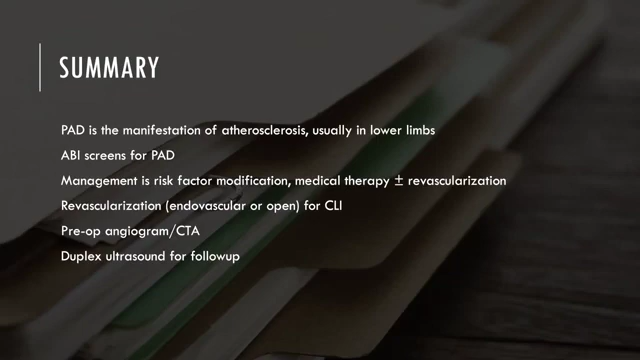 SUMMARY
PAD is the manifestation of atherosclerosis, usually in lower limbs
ABI screens for PAD
Management is risk factor modification, medical therapy ± revascularization
Revascularization (endovascular or open) for CLI
Pre-op angiogram/CTA
Duplex ultrasound for followup